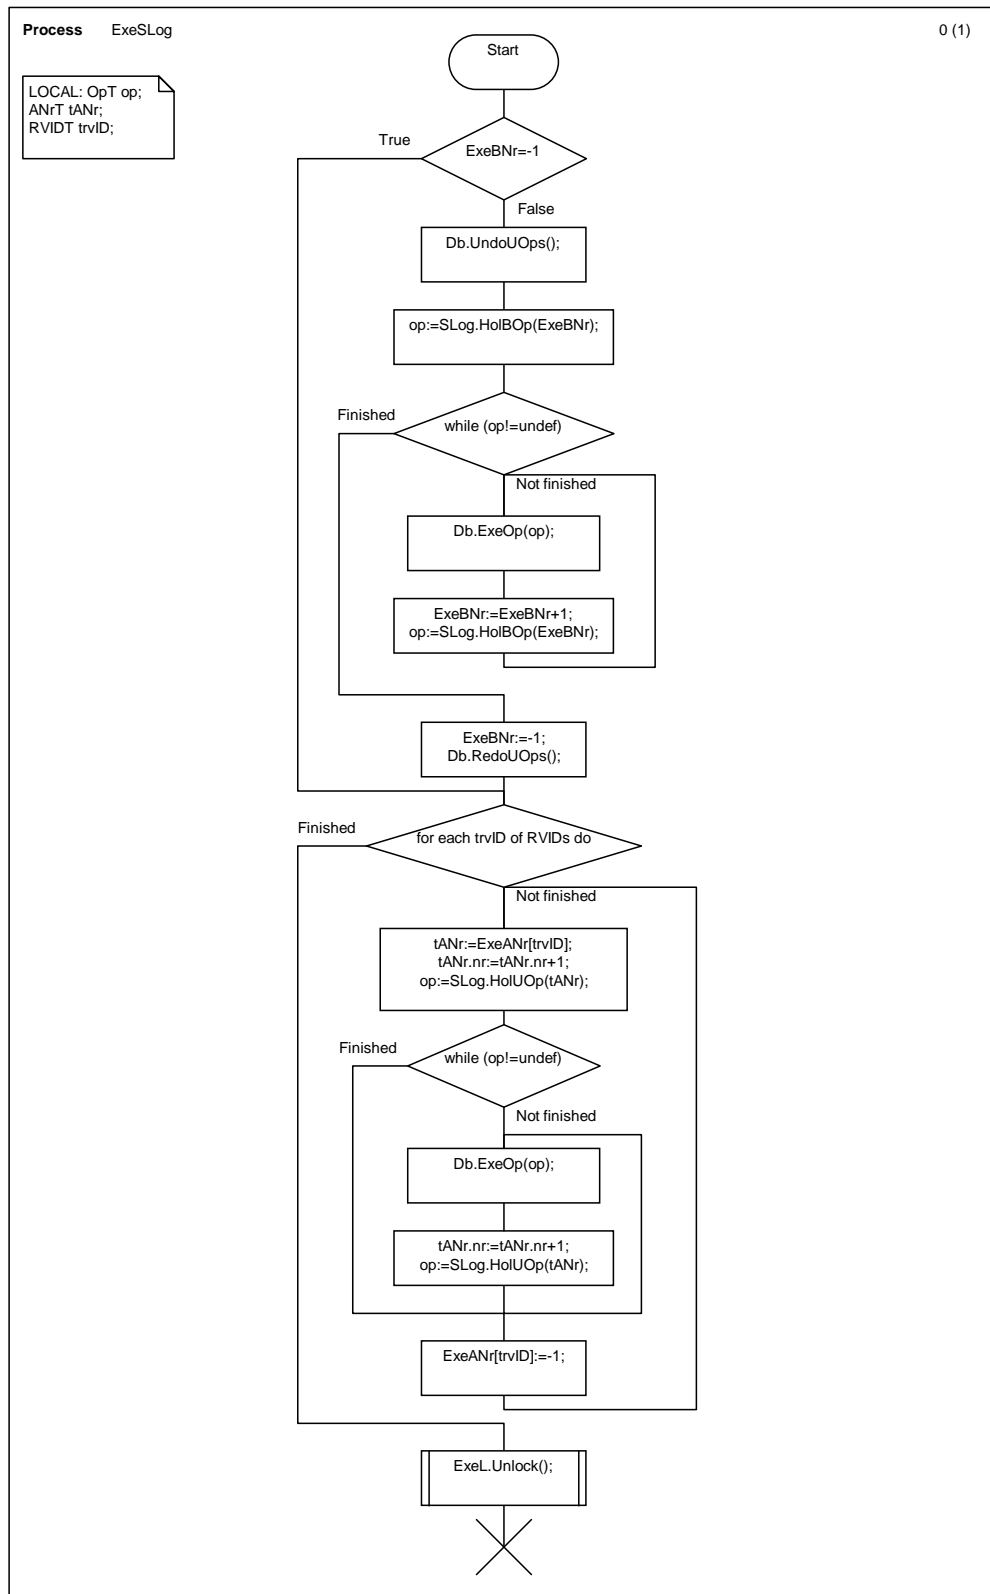 Process ExeSLog 0 (1)
LOCAL: OpT op;
ANrT tANr;
RVIDT trvID;
Start
True
ExeBNr=-1
False
Db.UndoUOps();
op:=SLog.HolBOp(ExeBNr);
Finished
while (op!=undef)
Not finished
Db.ExeOp(op);
ExeBNr:=ExeBNr+1;
op:=SLog.HolBOp(ExeBNr);
ExeBNr:=-1;
Db.RedoUOps();
Finished
for each trvID of RVIDs do
Not finished
tANr:=ExeANr[trvID];
tANr.nr:=tANr.nr+1;
op:=SLog.HolUOp(tANr);
Finished
while (op!=undef)
Not finished
Db.ExeOp(op);
tANr.nr:=tANr.nr+1;
op:=SLog.HolUOp(tANr);
ExeANr[trvID]:=-1;
ExeL.Unlock();